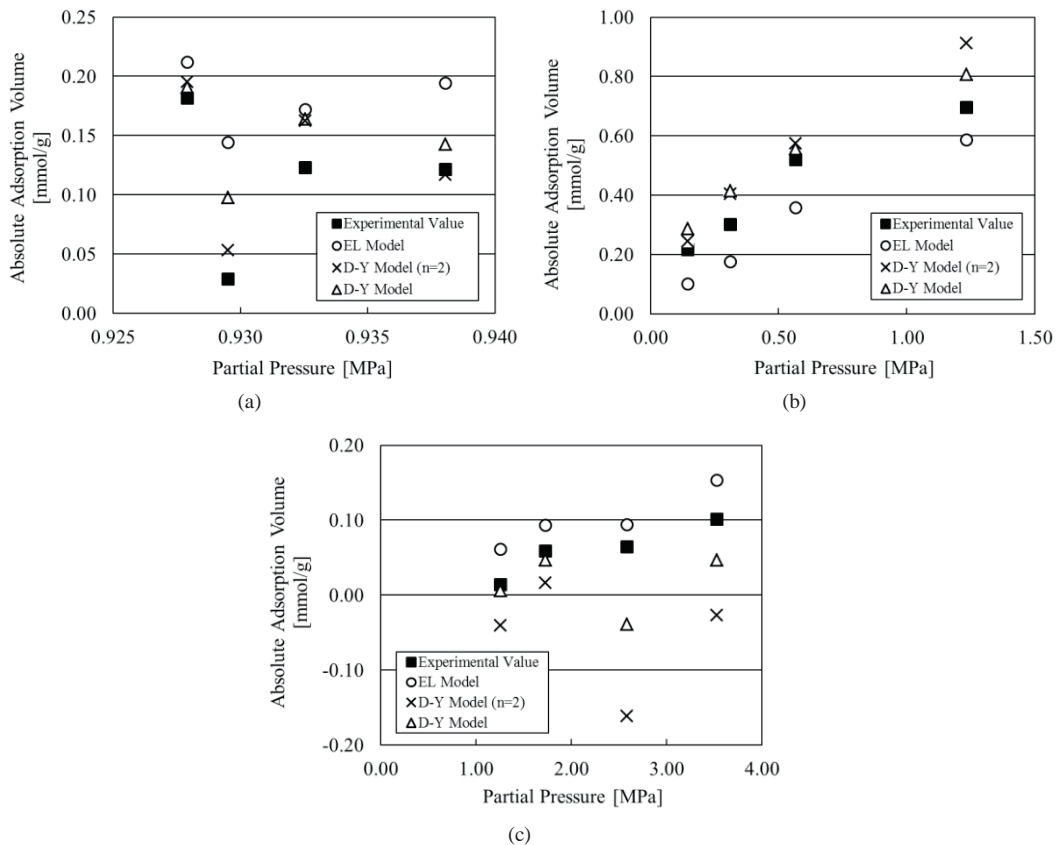 Absolute Adsorption Volume
[mmol/g]
0.25
0.20
0.15
0.10
0.05
0.00
0.925
0.930
0.935
0.940
Partial Pressure [MPa]
Experimental Value
EL Model
D-Y Model (n=2)
D-Y Model
(a)
Absolute Adsorption Volume
[mmol/g]
1.00
0.80
0.60
0.40
0.20
0.00
0.00
0.50
1.00
1.50
Partial Pressure [MPa]
Experimental Value
EL Model
D-Y Model (n=2)
D-Y Model
(b)
Absolute Adsorption Volume
[mmol/g]
0.20
0.10
0.00
-0.10
-0.20
0.00
1.00
2.00
3.00
4.00
Partial Pressure [MPa]
Experimental Value
EL Model
D-Y Model (n=2)
D-Y Model
(c)